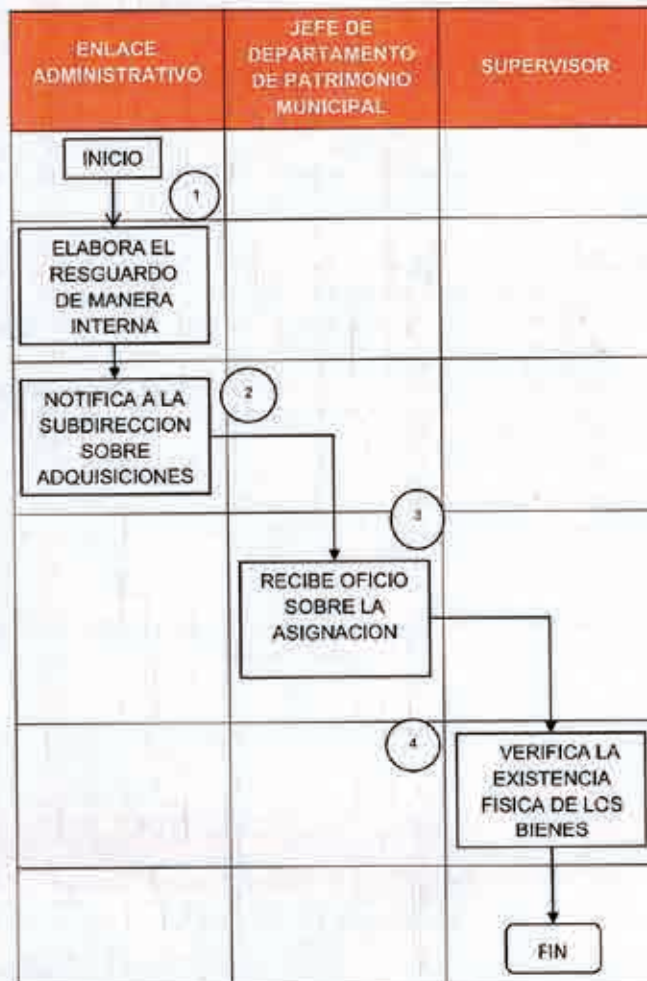 ENLACE
ADMINISTRATIVO
JEFE DE
DEPARTAMENTO
DE PATRIMONIO
MUNICIPAL
SUPERVISOR
INICIO
1
ELABORA EL
RESGUARDO
DE MANERA
INTERNA
NOTIFICA A LA
SUBDIRECCION
SOBRE
ADQUISICIONES
2
3
RECIBE OFICIO
SOBRE LA
ASIGNACION
4
VERIFICA LA
EXISTENCIA
FISICA DE LOS
BIENES
FIN